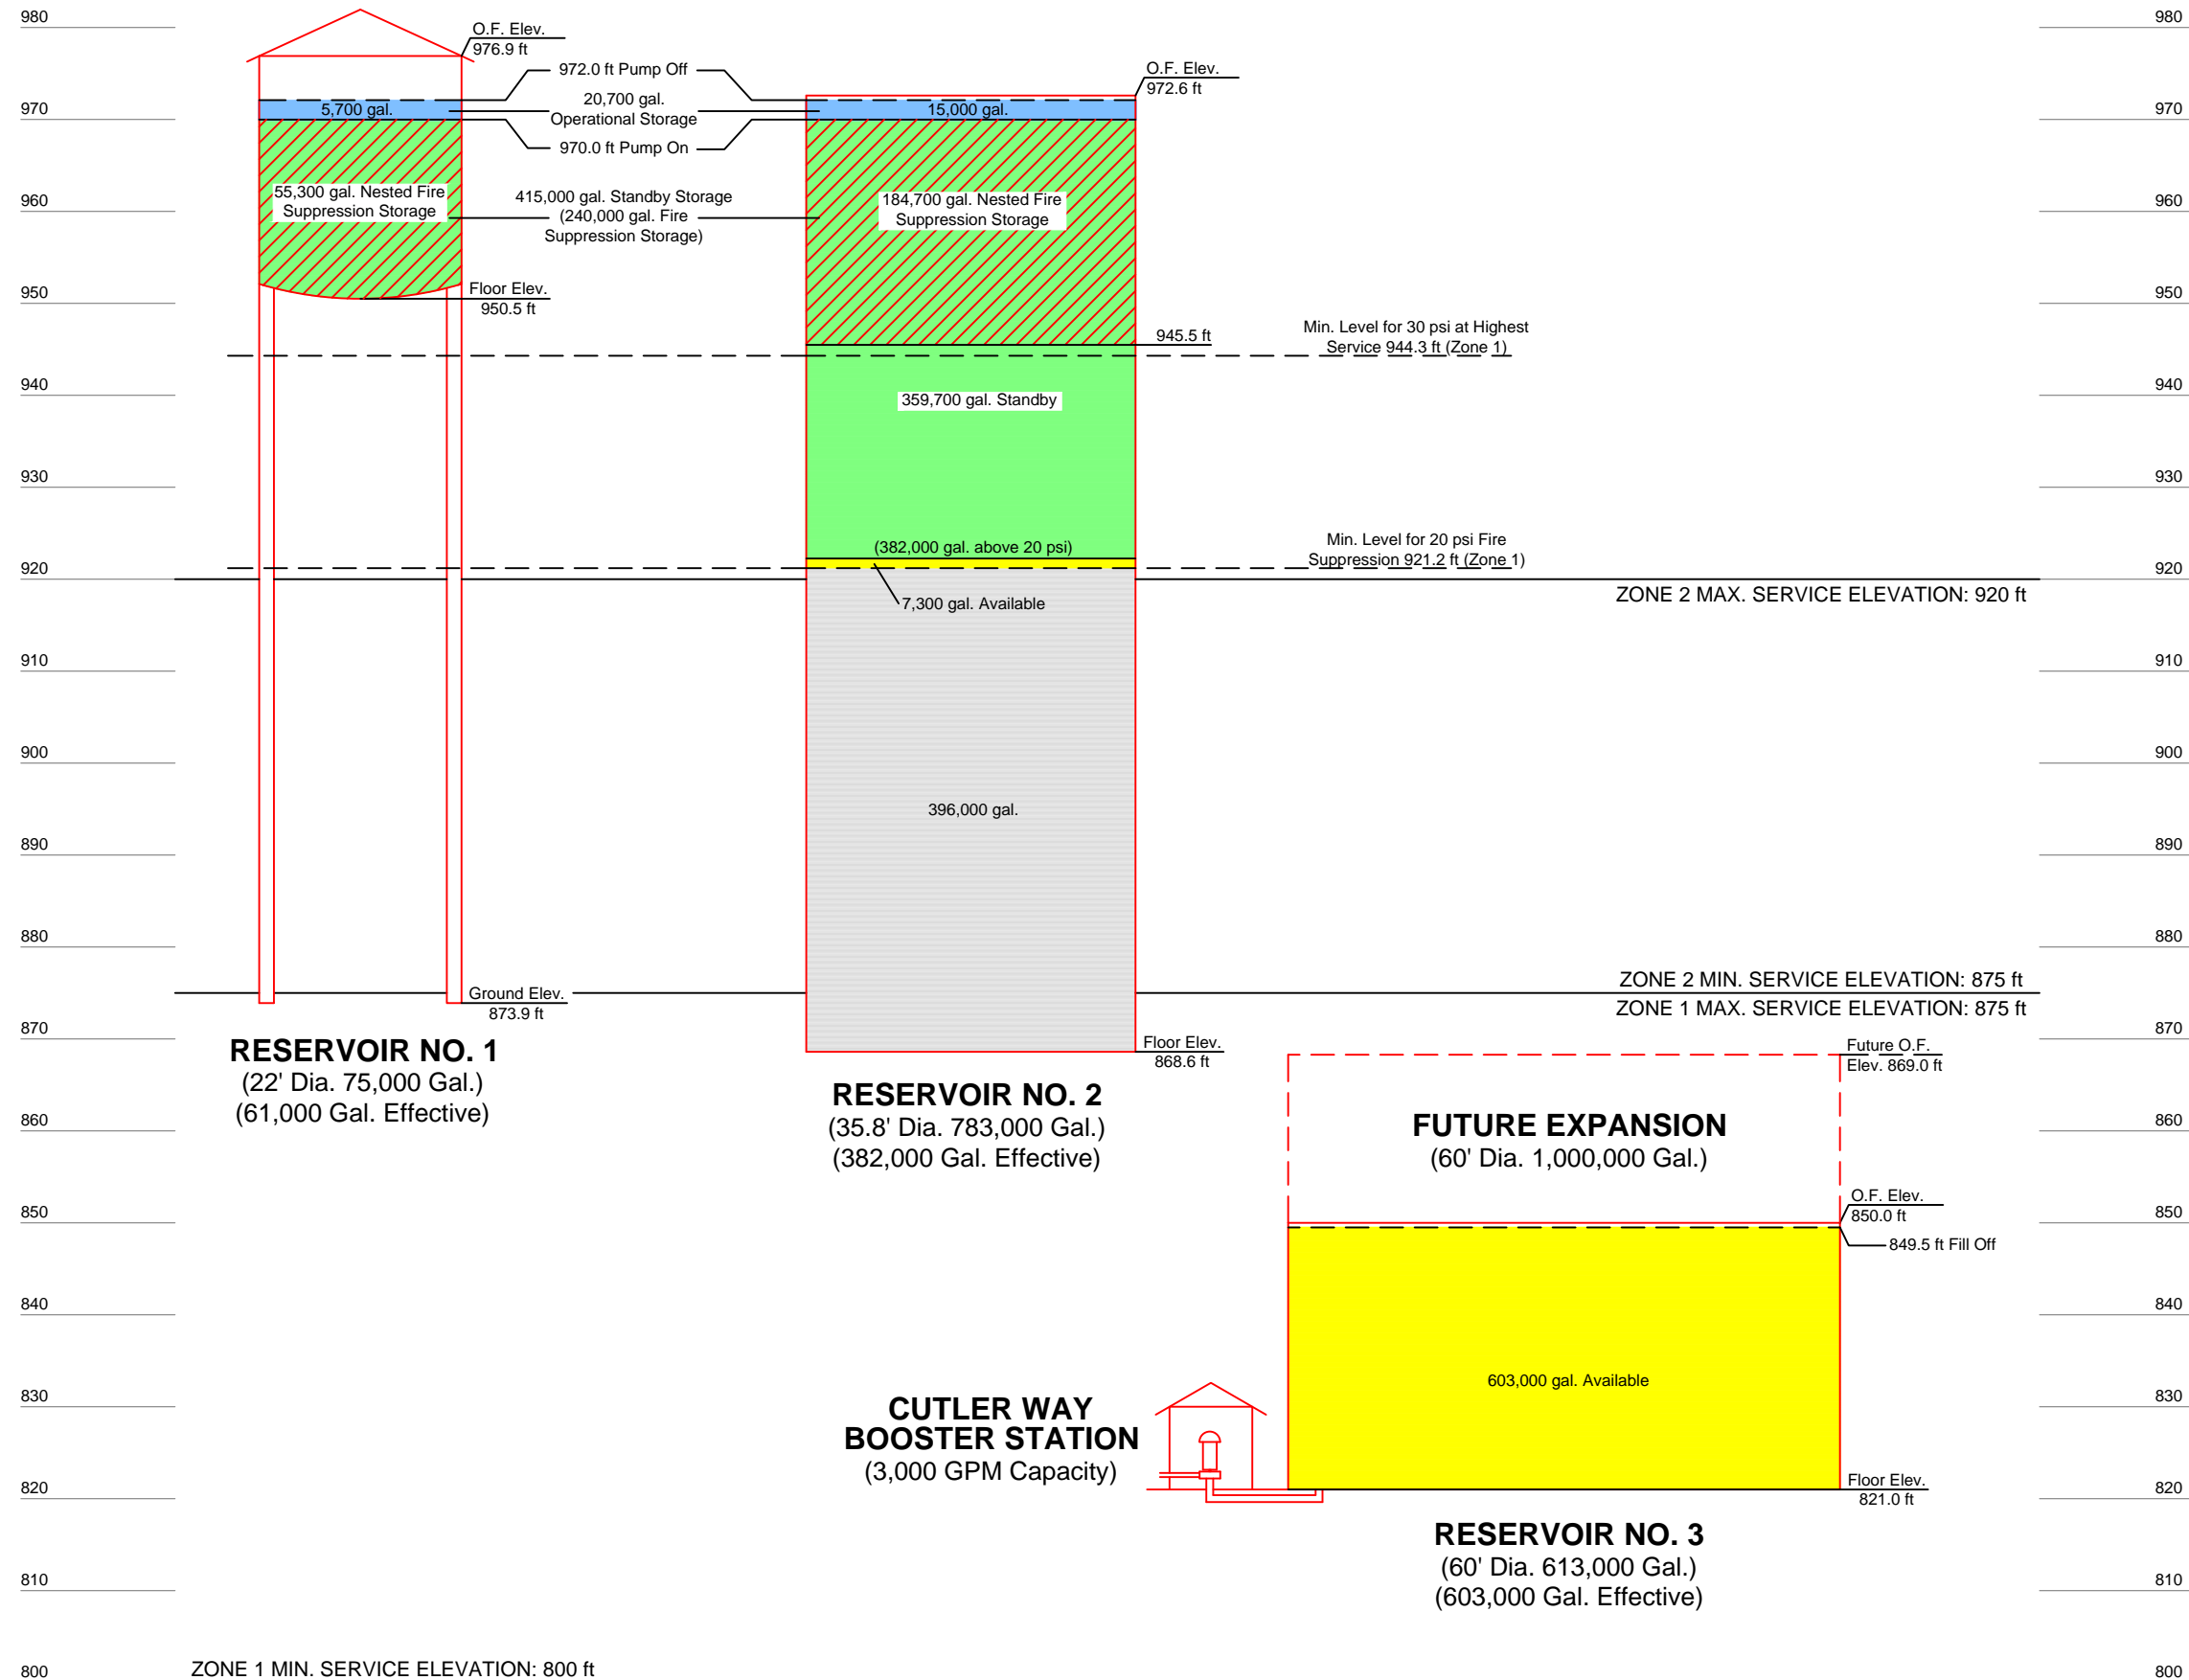 980
980
O.F. Elev.
976.9 ft
972.0 ft Pump Off
O.F. Elev.
972.6 ft
970
970
5,700 gal.
20,700 gal.
Operational Storage
15,000 gal.
970.0 ft Pump On
55,300 gal. Nested Fire
Suppression Storage
415,000 gal. Standby Storage
(240,000 gal. Fire
Suppression Storage)
184,700 gal. Nested Fire
Suppression Storage
960
960
950
950
Floor Elev.
950.5 ft
945.5 ft
Min. Level for 30 psi at Highest
Service 944.3 ft (Zone 1)
940
940
359,700 gal. Standby
930
930
(382,000 gal. above 20 psi)
Min. Level for 20 psi Fire
Suppression 921.2 ft (Zone 1)
920
920
7,300 gal. Available
ZONE 2 MAX. SERVICE ELEVATION: 920 ft
910
910
900
900
396,000 gal.
890
890
880
880
ZONE 2 MIN. SERVICE ELEVATION: 875 ft
ZONE 1 MAX. SERVICE ELEVATION: 875 ft
Ground Elev.
873.9 ft
870
870
Floor Elev.
868.6 ft
Future O.F.
Elev. 869.0 ft
RESERVOIR NO. 1
(22' Dia. 75,000 Gal.)
(61,000 Gal. Effective)
RESERVOIR NO. 2
(35.8' Dia. 783,000 Gal.)
(382,000 Gal. Effective)
FUTURE EXPANSION
(60' Dia. 1,000,000 Gal.)
860
860
850
850
O.F. Elev.
850.0 ft
849.5 ft Fill Off
840
840
830
830
603,000 gal. Available
CUTLER WAY
BOOSTER STATION
(3,000 GPM Capacity)
820
820
Floor Elev.
821.0 ft
RESERVOIR NO. 3
(60' Dia. 613,000 Gal.)
(603,000 Gal. Effective)
810
810
800
ZONE 1 MIN. SERVICE ELEVATION: 800 ft
800